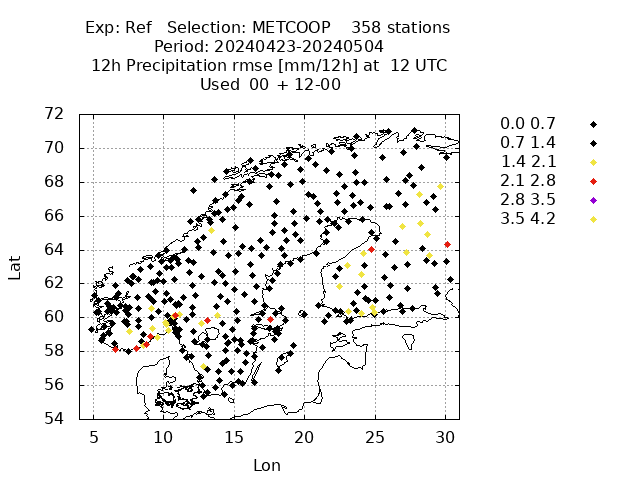 Exp: Ref   Selection: METCOOP    358 stations
Period: 20240423-20240504
12h Precipitation rmse [mm/12h] at  12 UTC
Used  00 + 12-00
72
70
68
66
64
62
60
58
56
54
5 10 15 20 25 30
Lat
Lon
0.0 0.7
0.7 1.4
1.4 2.1
2.1 2.8
2.8 3.5
3.5 4.2